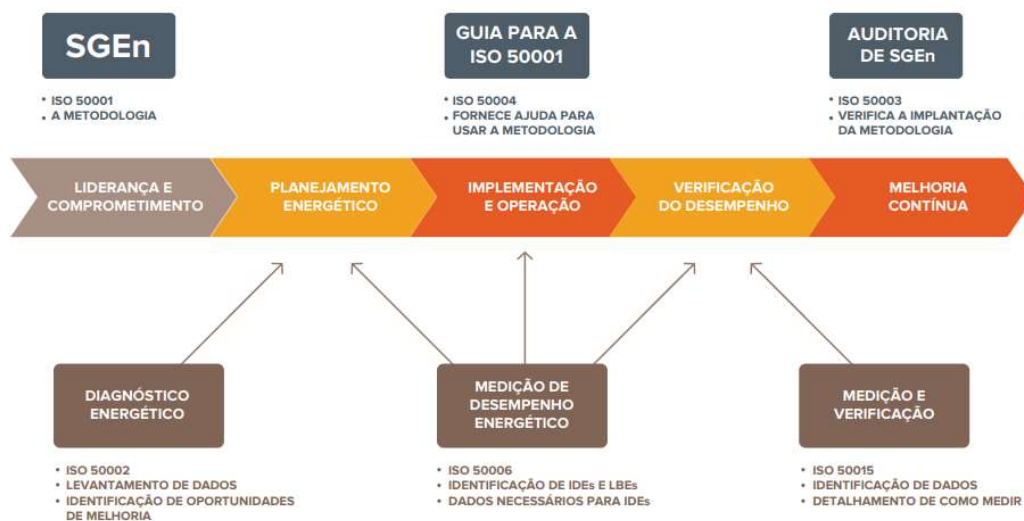 SGEn
• ISO 50001
• A METODOLOGIA
GUIA PARA A
ISO 50001
• ISO 50004
• FORNECE AJUDA PARA
USAR A METODOLOGIA
AUDITORIA
DE SGEn
• ISO 50003
• VERIFICA A IMPLANTAÇÃO
DA METODOLOGIA
LIDERANÇA E
COMPROMETIMENTO
PLANEJAMENTO
ENERGÉTICO
IMPLEMENTAÇÃO
E OPERAÇÃO
VERIFICAÇÃO
DO DESEMPENHO
MELHORIA
CONTÍNUA
DIAGNÓSTICO
ENERGÉTICO
• ISO 50002
• LEVANTAMENTO DE DADOS
• IDENTIFICAÇÃO DE OPORTUNIDADES
DE MELHORIA
MEDIÇÃO DE
DESEMPENHO
ENERGÉTICO
• ISO 50006
• IDENTIFICAÇÃO DE IDEs E LBEs
• DADOS NECESSÁRIOS PARA IDEs
MEDIÇÃO E
VERIFICAÇÃO
• ISO 50015
• IDENTIFICAÇÃO DE DADOS
• DETALHAMENTO DE COMO MEDIR